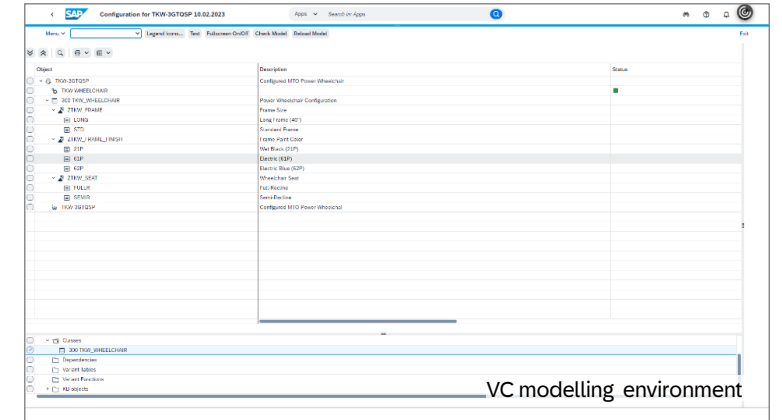 SAP Configuration for TKW-3GTQSP 10.02.2023 Apps Search in: Apps
Menu Legend Icons... Test Fullscreen On/Off Check Model Reload Model Exit
Object Description Status
TKW-3GTQSP Configured MTO Power Wheelchair
TKW WHEELCHAIR
300 TKW_WHEELCHAIR Power Wheelchair Configuration
ZTKW_FRAME Frame Size
LONG Long Frame (40")
STD Standard Frame
ZTKW_FRAME_FINISH Frame Paint Color
21P Wet Black (21P)
61P Electric (61P)
62P Electric Blue (62P)
ZTKW_SEAT Wheelchair Seat
FULLR Full-Recline
SEMIR Semi-Recline
TKW-3GTQSP Configured MTO Power Wheelchai
Classes
300 TKW_WHEELCHAIR
Dependencies
Variant Tables
Variant Functions
KB objects
VC modelling environment